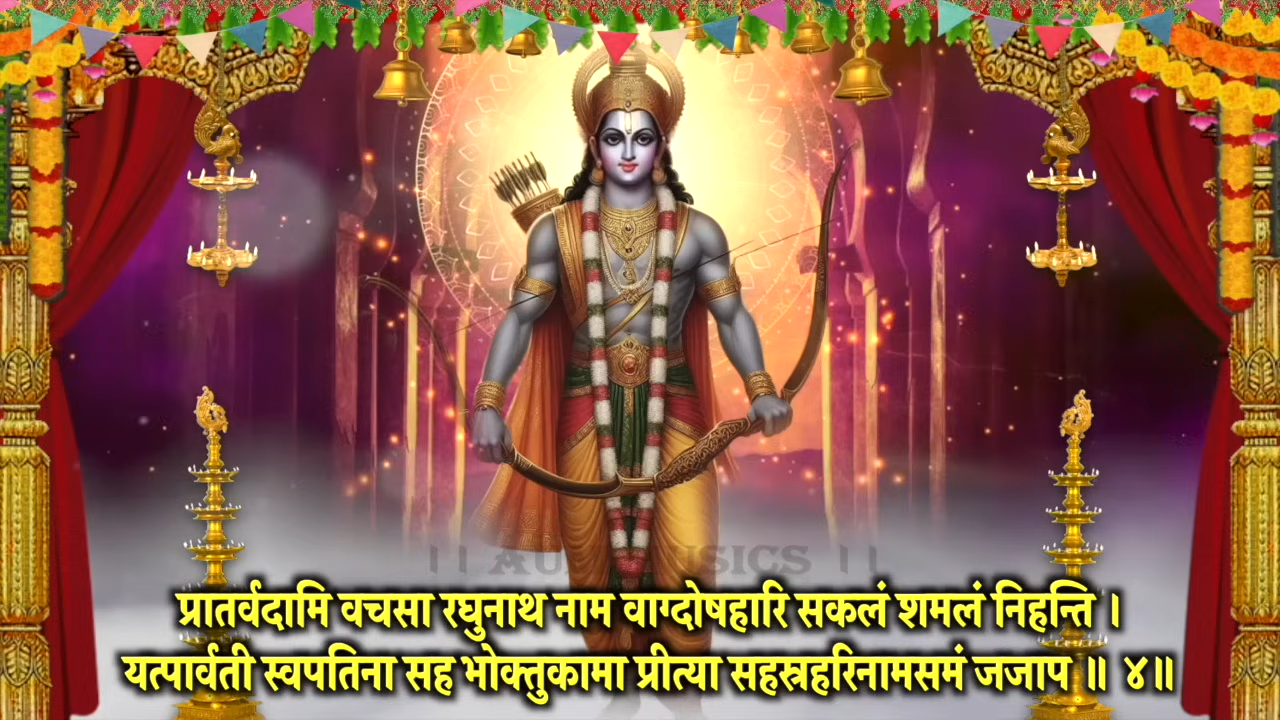 प्रातर्वदामि वचसा रघुनाथ नाम वाग्दोषहारि सकलं शमलं निहन्ति ।
यत्पार्वती स्वपतिना सह भोक्तुकामा प्रीत्या सहस्रहरिनामसमं जजाप ॥ ४॥